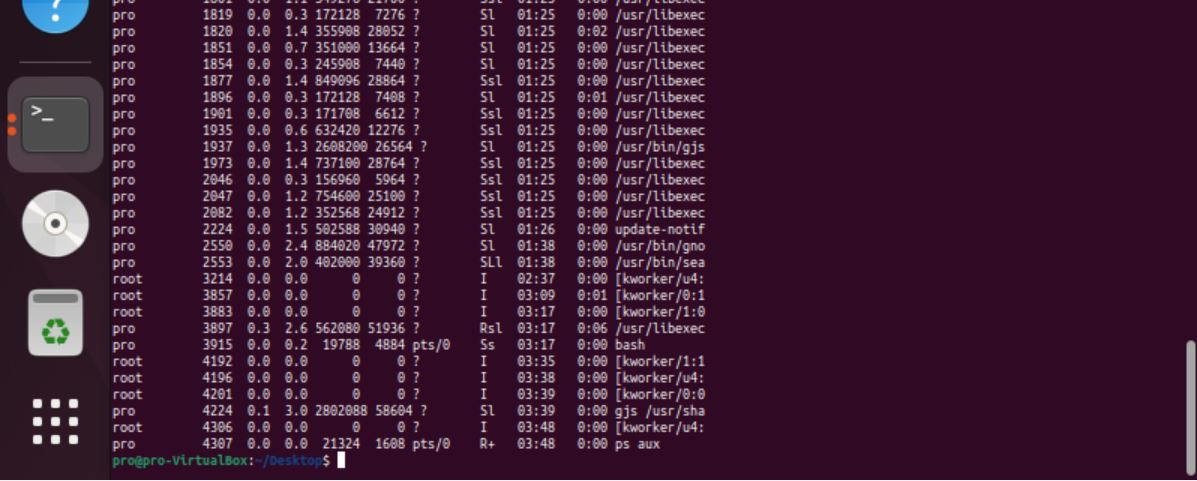 pro 1819 0.0 0.3 172128 7276 ? Sl 01:25 0:00 /usr/libexec
pro 1820 0.0 1.4 355908 28052 ? Sl 01:25 0:02 /usr/libexec
pro 1851 0.0 0.7 351000 13664 ? Sl 01:25 0:00 /usr/libexec
pro 1854 0.0 0.3 245908 7440 ? Sl 01:25 0:00 /usr/libexec
pro 1877 0.0 1.4 849096 28864 ? Ssl 01:25 0:00 /usr/libexec
pro 1896 0.0 0.3 172128 7408 ? Sl 01:25 0:01 /usr/libexec
pro 1901 0.0 0.3 171708 6612 ? Ssl 01:25 0:00 /usr/libexec
pro 1935 0.0 0.6 632420 12276 ? Ssl 01:25 0:00 /usr/libexec
pro 1937 0.0 1.3 2608200 26564 ? Sl 01:25 0:00 /usr/bin/gjs
pro 1973 0.0 1.4 737100 28764 ? Ssl 01:25 0:00 /usr/libexec
pro 2046 0.0 0.3 156960 5964 ? Ssl 01:25 0:00 /usr/libexec
pro 2047 0.0 1.2 754600 25100 ? Ssl 01:25 0:00 /usr/libexec
pro 2082 0.0 1.2 352568 24912 ? Ssl 01:25 0:00 /usr/libexec
pro 2224 0.0 1.5 502588 30940 ? Sl 01:26 0:00 update-notif
pro 2550 0.0 2.4 884020 47972 ? Sl 01:38 0:00 /usr/bin/gno
pro 2553 0.0 2.0 402000 39360 ? SLl 01:38 0:00 /usr/bin/sea
root 3214 0.0 0.0 0 0 ? I 02:37 0:00 [kworker/u4:
root 3857 0.0 0.0 0 0 ? I 03:09 0:01 [kworker/0:1
root 3883 0.0 0.0 0 0 ? I 03:17 0:00 [kworker/1:0
pro 3897 0.3 2.6 562080 51936 ? Rsl 03:17 0:06 /usr/libexec
pro 3915 0.0 0.2 19788 4884 pts/0 Ss 03:17 0:00 bash
root 4192 0.0 0.0 0 0 ? I 03:35 0:00 [kworker/1:1
root 4196 0.0 0.0 0 0 ? I 03:38 0:00 [kworker/u4:
root 4201 0.0 0.0 0 0 ? I 03:39 0:00 [kworker/0:0
pro 4224 0.1 3.0 2802088 58604 ? Sl 03:39 0:00 gjs /usr/sha
root 4306 0.0 0.0 0 0 ? I 03:48 0:00 [kworker/u4:
pro 4307 0.0 0.0 21324 1608 pts/0 R+ 03:48 0:00 ps aux
pro@pro-VirtualBox:~/Desktop$